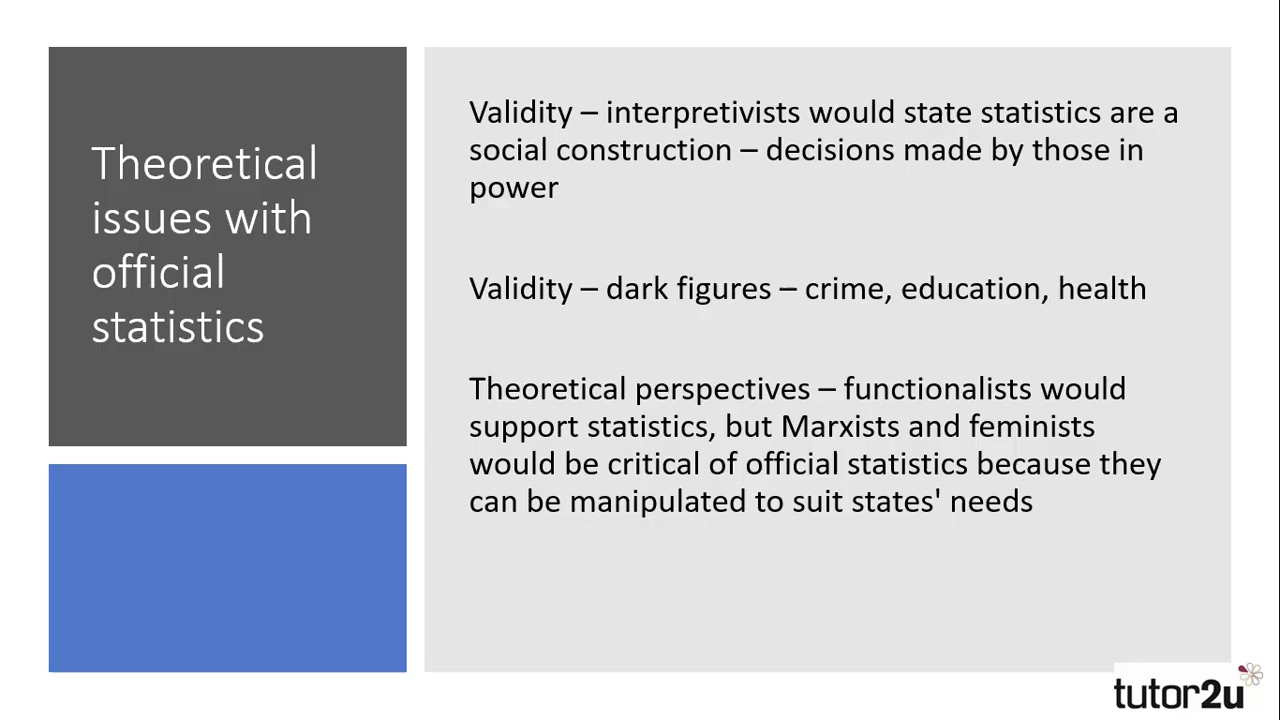 Theoretical
issues with
official
statistics
Validity – interpretivists would state statistics are a
social construction – decisions made by those in
power
Validity – dark figures – crime, education, health
Theoretical perspectives – functionalists would
support statistics, but Marxists and feminists
would be critical of official statistics because they
can be manipulated to suit states' needs
tutor2u